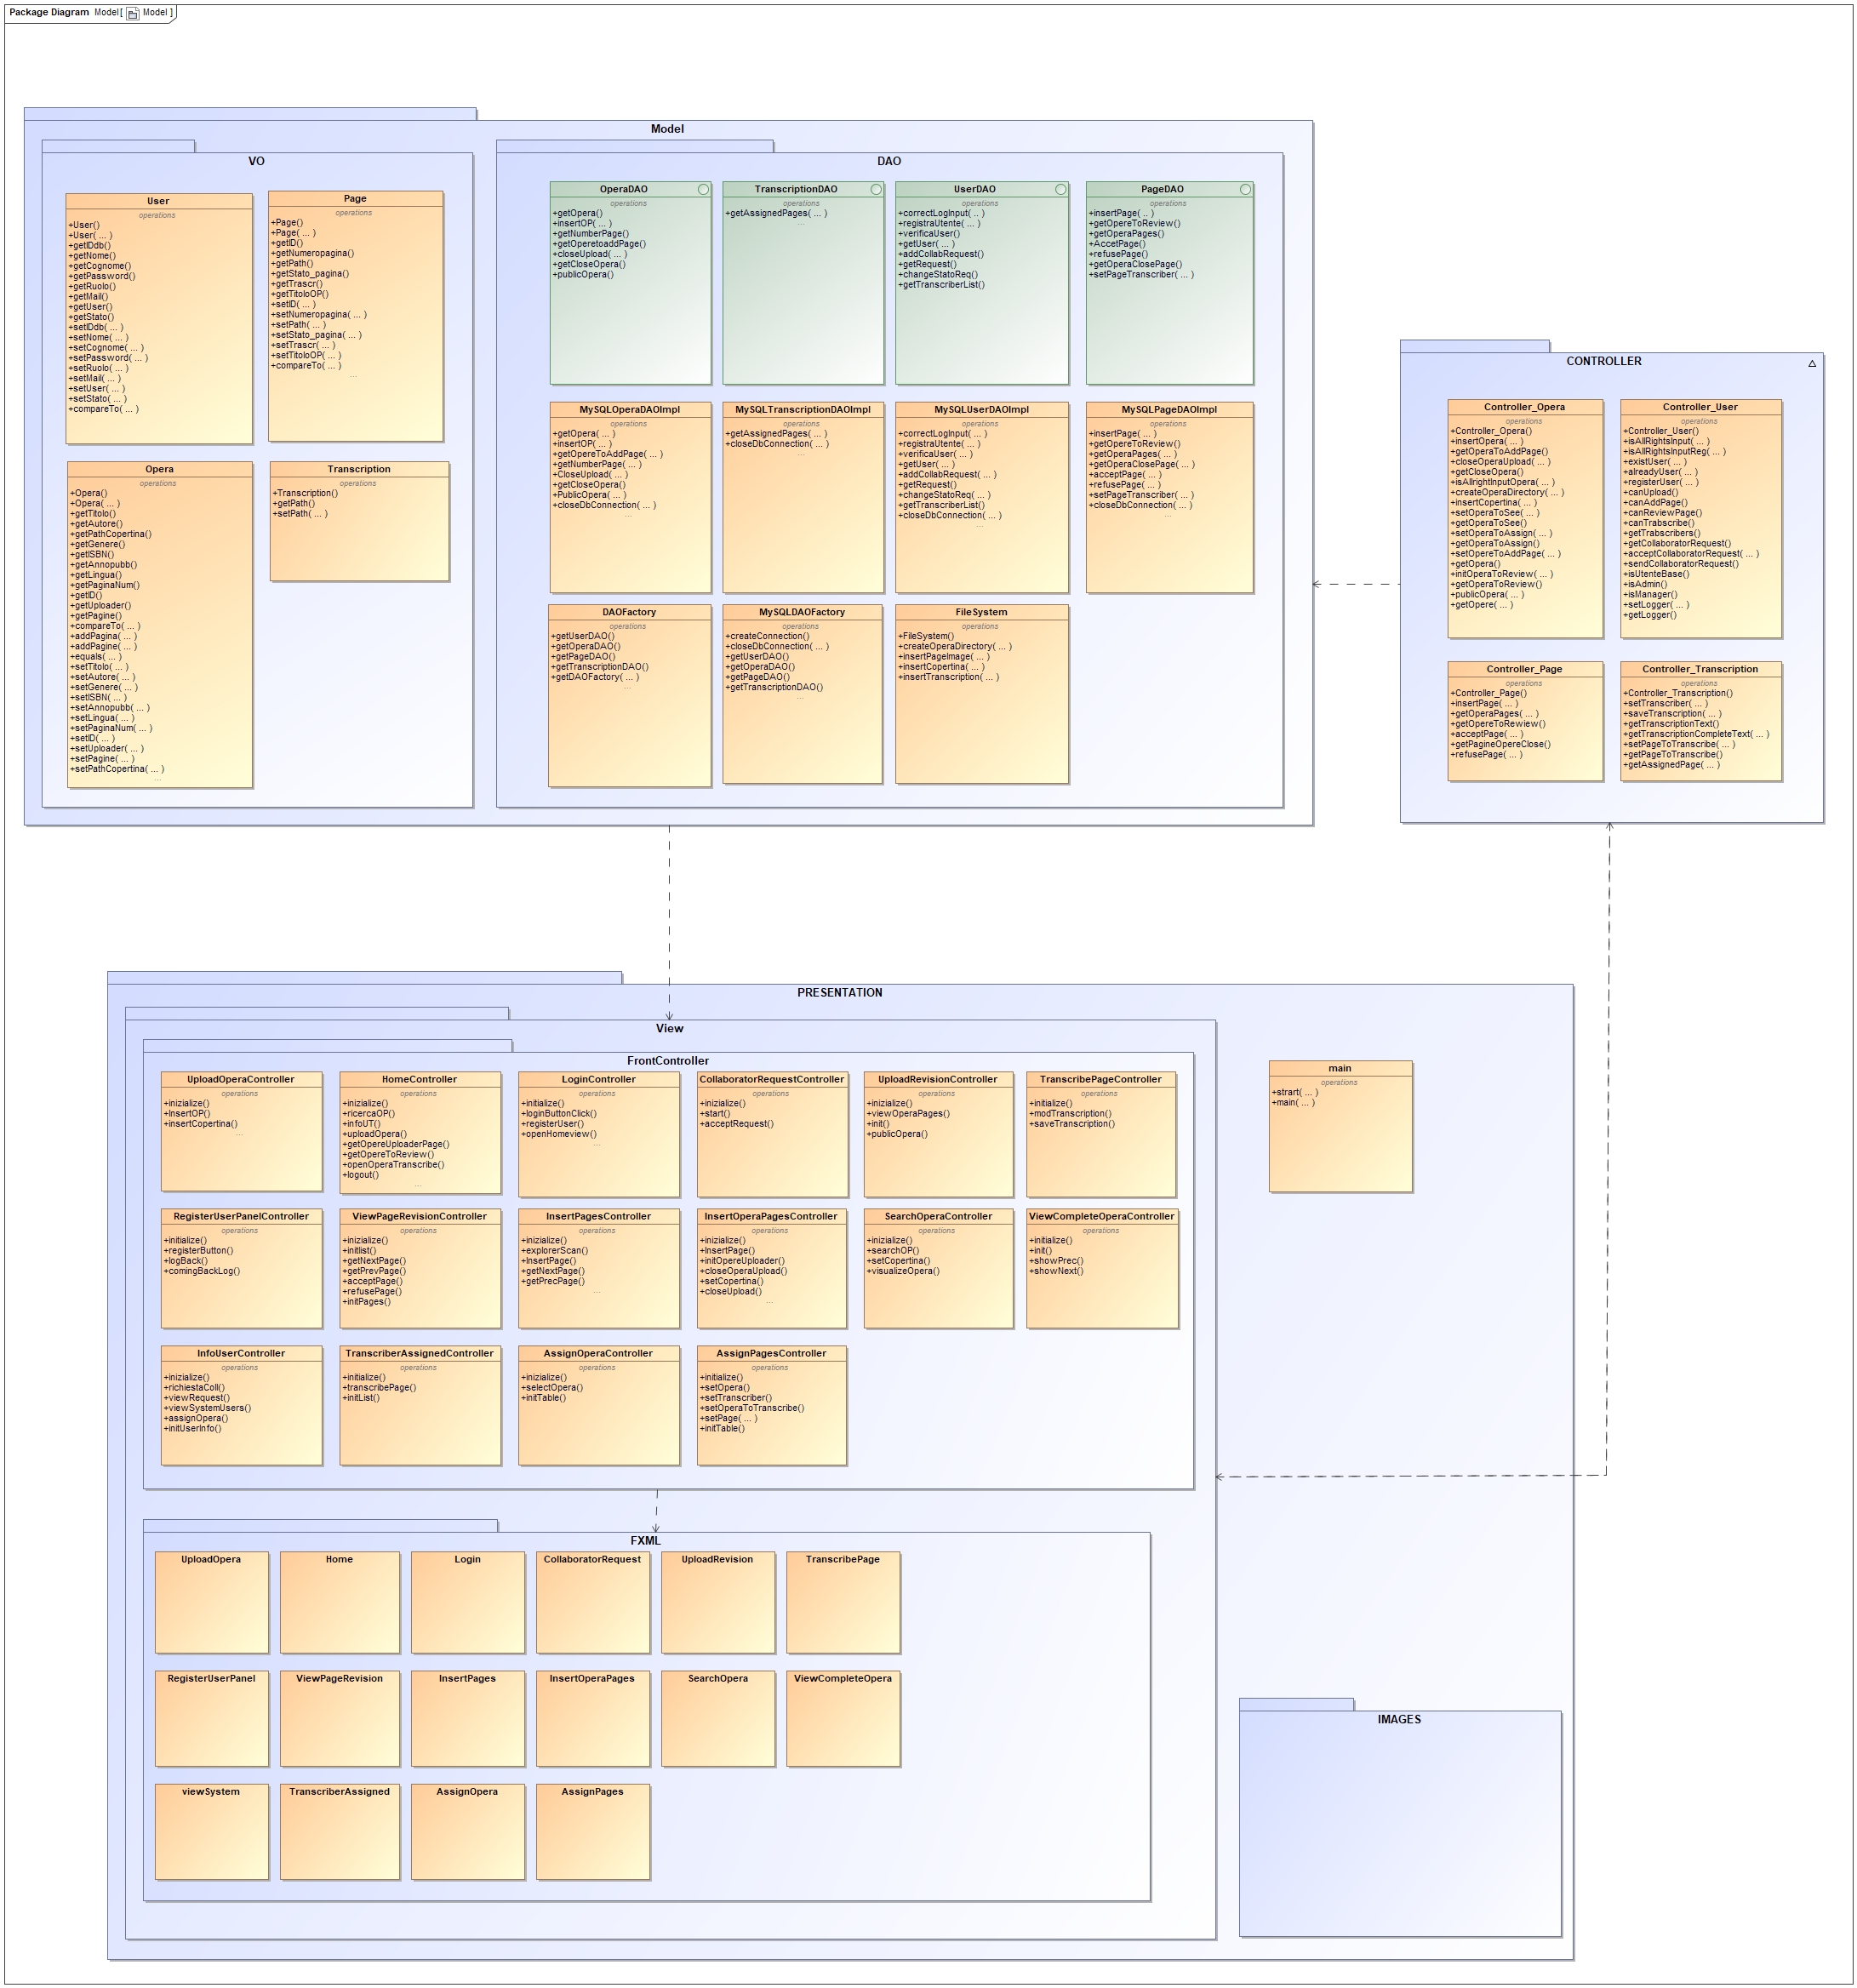 Package Diagram Model[ Model ]
Model
VO
User
operations
+User()
+User( ... )
+getIDdb()
+getNome()
+getCognome()
+getPassword()
+getRuolo()
+getMail()
+getUser()
+getStato()
+setIDdb( ... )
+setNome( ... )
+setCognome( ... )
+setPassword( ... )
+setRuolo( ... )
+setMail( ... )
+setUser( ... )
+setStato( ... )
+compareTo( ... )
Page
operations
+Page()
+Page( ... )
+getID()
+getNumeropagina()
+getPath()
+getStato_pagina()
+getTrascr()
+getTitoloOP()
+setID( ... )
+setNumeropagina( ... )
+setPath( ... )
+setStato_pagina( ... )
+setTrascr( ... )
+setTitoloOP( ... )
+compareTo( ... )
...
Opera
operations
+Opera()
+Opera( ... )
+getTitolo()
+getAutore()
+getPathCopertina()
+getGenere()
+getISBN()
+getAnnopubb()
+getLingua()
+getPaginaNum()
+getID()
+getUploader()
+getPagine()
+compareTo( ... )
+addPagina( ... )
+addPagine( ... )
+equals( ... )
+setTitolo( ... )
+setAutore( ... )
+setGenere( ... )
+setISBN( ... )
+setAnnopubb( ... )
+setLingua( ... )
+setPaginaNum( ... )
+setID( ... )
+setUploader( ... )
+setPagine( ... )
+setPathCopertina( ... )
...
Transcription
operations
+Transcription()
+getPath()
+setPath( ... )
DAO
OperaDAO
operations
+getOpera()
+insertOP( ... )
+getNumberPage()
+getOperetoaddPage()
+closeUpload( ... )
+getCloseOpera()
+publicOpera()
TranscriptionDAO
operations
+getAssignedPages( ... )
...
UserDAO
operations
+correctLogInput( .. )
+registraUtente( ... )
+verificaUser()
+getUser( ... )
+addCollabRequest()
+getRequest()
+changeStatoReq()
+getTranscriberList()
PageDAO
operations
+insertPage( .. )
+getOpereToReview()
+getOperaPages()
+AccetPage()
+refusePage()
+getOperaClosePage()
+setPageTranscriber( ... )
MySQLOperaDAOImpl
operations
+getOpera( ... )
+insertOP( ... )
+getOpereToAddPage( ... )
+getNumberPage( ... )
+CloseUpload( ... )
+getCloseOpera()
+PublicOpera( ... )
+closeDbConnection( ... )
...
MySQLTranscriptionDAOImpl
operations
+getAssignedPages( ... )
+closeDbConnection( ... )
...
MySQLUserDAOImpl
operations
+correctLogInput( ... )
+registraUtente( ... )
+verificaUser( ... )
+getUser( ... )
+addCollabRequest( ... )
+getRequest()
+changeStatoReq( ... )
+getTranscriberList()
+closeDbConnection( ... )
...
MySQLPageDAOImpl
operations
+insertPage( ... )
+getOpereToReview()
+getOperaPages( ... )
+getOperaClosePage( ... )
+acceptPage( ... )
+refusePage( ... )
+setPageTranscriber( ... )
+closeDbConnection( ... )
...
DAOFactory
operations
+getUserDAO()
+getOperaDAO()
+getPageDAO()
+getTranscriptionDAO()
+getDAOFactory( ... )
...
MySQLDAOFactory
operations
+createConnection()
+closeDbConnection( ... )
+getUserDAO()
+getOperaDAO()
+getPageDAO()
+getTranscriptionDAO()
...
FileSystem
operations
+FileSystem()
+createOperaDirectory( ... )
+insertPageImage( ... )
+insertCopertina( ... )
+insertTranscription( ... )
CONTROLLER
Controller_Opera
operations
+Controller_Opera()
+insertOpera( ... )
+getOperaToAddPage()
+closeOperaUpload( ... )
+getCloseOpera()
+isAllrightInputOpera( ... )
+createOperaDirectory( ... )
+insertCopertina( ... )
+setOperaToSee( ... )
+getOperaToSee()
+setOperaToAssign( ... )
+getOperaToAssign()
+setOpereToAddPage( ... )
+getOpera()
+initOperaToReview( ... )
+getOperaToReview()
+publicOpera( ... )
+getOpere( ... )
Controller_User
operations
+Controller_User()
+isAllRightsInput( ... )
+isAllRightsInputReg( ... )
+existUser( ... )
+alreadyUser( ... )
+registerUser( ... )
+canUpload()
+canAddPage()
+canReviewPage()
+canTrabscribe()
+getTrabscribers()
+getCollaboratorRequest()
+acceptCollaboratorRequest( ... )
+sendCollaboratorRequest()
+isUtenteBase()
+isAdmin()
+isManager()
+setLogger( ... )
+getLogger()
Controller_Page
operations
+Controller_Page()
+insertPage( ... )
+getOperaPages( ... )
+getOpereToRewiew()
+acceptPage( ... )
+getPagineOpereClose()
+refusePage( ... )
Controller_Transcription
operations
+Controller_Transcription()
+setTranscriber( ... )
+saveTranscription( ... )
+getTranscriptionText()
+getTranscriptionCompleteText( ... )
+setPageToTranscribe( ... )
+getPageToTranscribe()
+getAssignedPage( ... )
PRESENTATION
View
FrontController
UploadOperaController
operations
+inizialize()
+InsertOP()
+insertCopertina()
...
HomeController
operations
+inizialize()
+ricercaOP()
+infoUT()
+uploadOpera()
+getOpereUploaderPage()
+getOpereToReview()
+openOperaTranscribe()
+logout()
...
LoginController
operations
+initialize()
+loginButtonClick()
+registerUser()
+openHomeview()
...
CollaboratorRequestController
operations
+inizialize()
+start()
+acceptRequest()
UploadRevisionController
operations
+inizialize()
+viewOperaPages()
+init()
+publicOpera()
TranscribePageController
operations
+initialize()
+modTranscription()
+saveTranscription()
RegisterUserPanelController
operations
+initialize()
+registerButton()
+logBack()
+comingBackLog()
ViewPageRevisionController
operations
+inizialize()
+initlist()
+getNextPage()
+getPrevPage()
+acceptPage()
+refusePage()
+initPages()
InsertPagesController
operations
+inizialize()
+explorerScan()
+InsertPage()
+getNextPage()
+getPrecPage()
...
InsertOperaPagesController
operations
+inizialize()
+InsertPage()
+initOpereUploader()
+closeOperaUpload()
+setCopertina()
+closeUpload()
...
SearchOperaController
operations
+inizialize()
+searchOP()
+setCopertina()
+visualizeOpera()
ViewCompleteOperaController
operations
+initialize()
+init()
+showPrec()
+showNext()
InfoUserController
operations
+inizialize()
+richiestaColl()
+viewRequest()
+viewSystemUsers()
+assignOpera()
+initUserInfo()
TranscriberAssignedController
operations
+initialize()
+transcribePage()
+initList()
AssignOperaController
operations
+inizialize()
+selectOpera()
+initTable()
AssignPagesController
operations
+initialize()
+setOpera()
+setTranscriber()
+setOperaToTranscribe()
+setPage( ... )
+initTable()
main
operations
+strart( ... )
+main( ... )
FXML
UploadOpera
Home
Login
CollaboratorRequest
UploadRevision
TranscribePage
RegisterUserPanel
ViewPageRevision
InsertPages
InsertOperaPages
SearchOpera
ViewCompleteOpera
viewSystem
TranscriberAssigned
AssignOpera
AssignPages
IMAGES